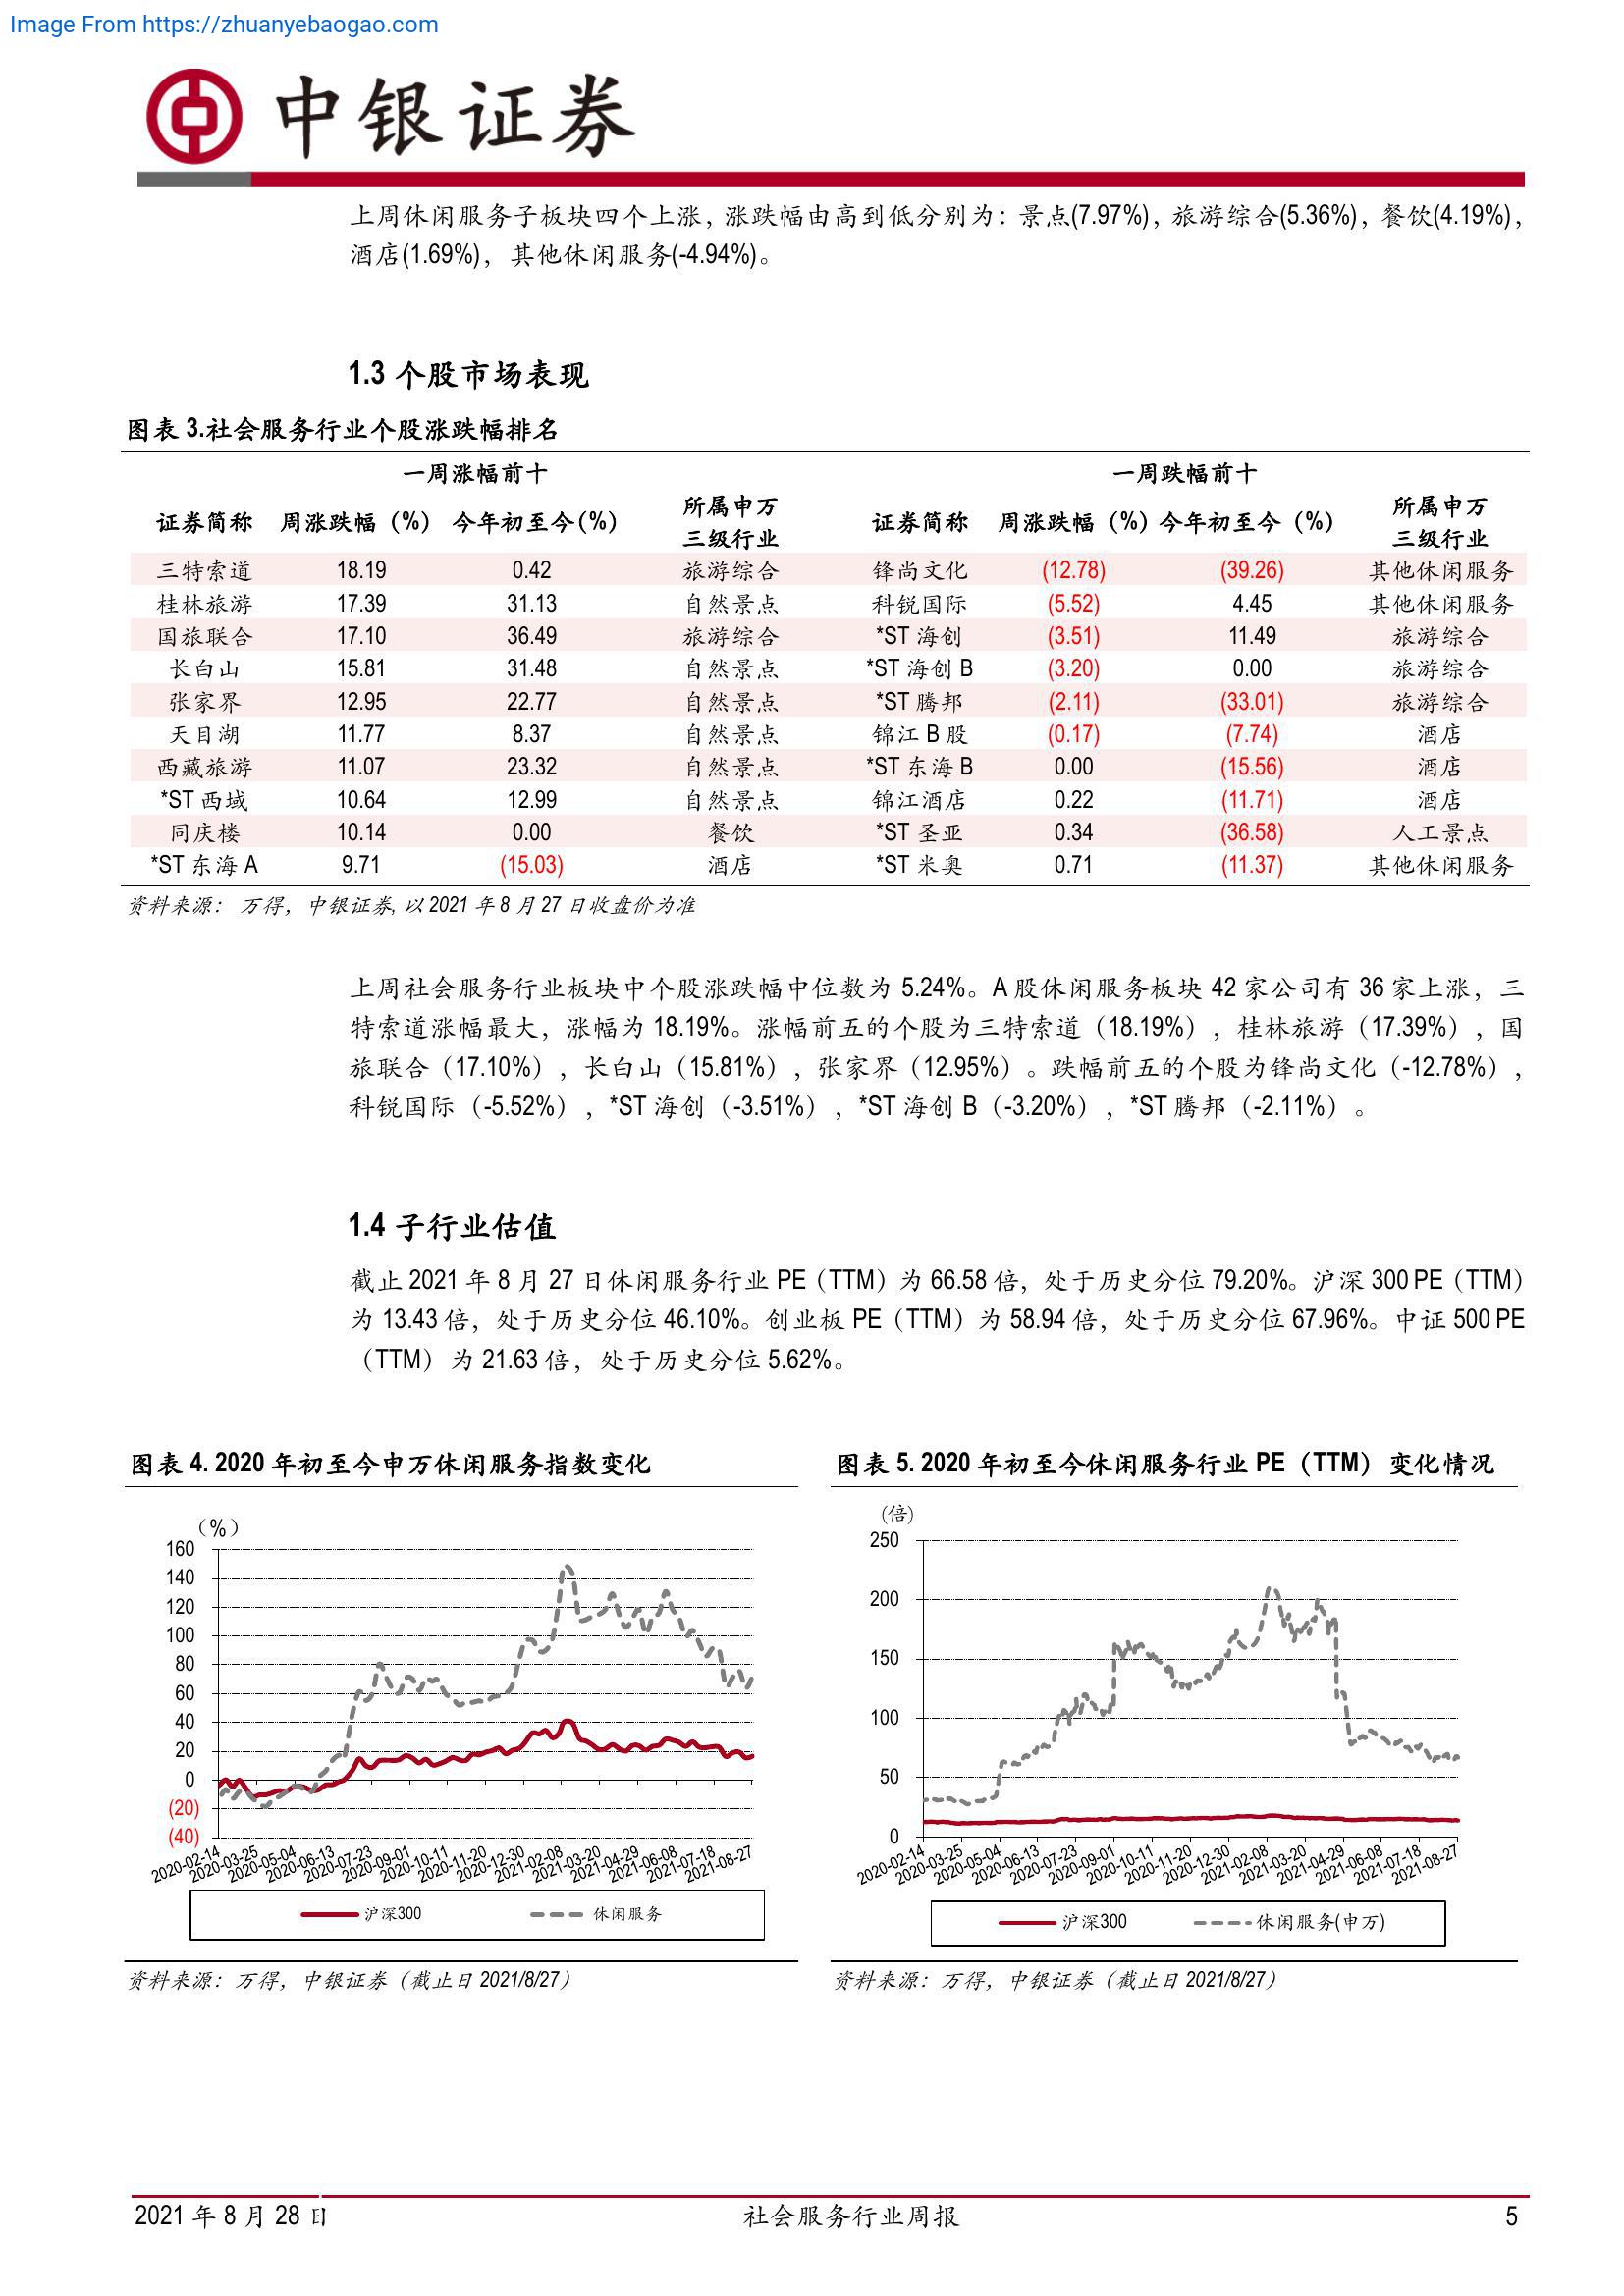 Image From https://zhuanyebaogao.com
中银证券
上周休闲服务子板块四个上涨，涨跌幅由高到低分别为：景点(7.97%)，旅游综合(5.36%)，餐饮(4.19%)，
酒店(1.69%)，其他休闲服务(-4.94%)。
1.3 个股市场表现
图表 3.社会服务行业个股涨跌幅排名
一周涨幅前十 一周跌幅前十
证券简称 周涨跌幅（%） 今年初至今(%) 所属申万三级行业 证券简称 周涨跌幅（%） 今年初至今（%） 所属申万三级行业
三特索道 18.19 0.42 旅游综合 锋尚文化 (12.78) (39.26) 其他休闲服务
桂林旅游 17.39 31.13 自然景点 科锐国际 (5.52) 4.45 其他休闲服务
国旅联合 17.10 36.49 旅游综合 *ST 海创 (3.51) 11.49 旅游综合
长白山 15.81 31.48 自然景点 *ST 海创 B (3.20) 0.00 旅游综合
张家界 12.95 22.77 自然景点 *ST 腾邦 (2.11) (33.01) 旅游综合
天目湖 11.77 8.37 自然景点 锦江 B 股 (0.17) (7.74) 酒店
西藏旅游 11.07 23.32 自然景点 *ST 东海 B 0.00 (15.56) 酒店
*ST 西域 10.64 12.99 自然景点 锦江酒店 0.22 (11.71) 酒店
同庆楼 10.14 0.00 餐饮 *ST 圣亚 0.34 (36.58) 人工景点
*ST 东海 A 9.71 (15.03) 酒店 *ST 米奥 0.71 (11.37) 其他休闲服务
资料来源： 万得，中银证券, 以 2021 年 8 月 27 日收盘价为准
上周社会服务行业板块中个股涨跌幅中位数为 5.24%。A 股休闲服务板块 42 家公司有 36 家上涨，三
特索道涨幅最大，涨幅为 18.19%。涨幅前五的个股为三特索道（18.19%），桂林旅游（17.39%），国
旅联合（17.10%），长白山（15.81%），张家界（12.95%）。跌幅前五的个股为锋尚文化（-12.78%），
科锐国际（-5.52%），*ST 海创（-3.51%），*ST 海创 B（-3.20%），*ST 腾邦（-2.11%）。
1.4 子行业估值
截止 2021 年 8 月 27 日休闲服务行业 PE（TTM）为 66.58 倍，处于历史分位 79.20%。沪深 300 PE（TTM）
为 13.43 倍，处于历史分位 46.10%。创业板 PE（TTM）为 58.94 倍，处于历史分位 67.96%。中证 500 PE
（TTM）为 21.63 倍，处于历史分位 5.62%。
图表 4. 2020 年初至今申万休闲服务指数变化
（%）
160
140
120
100
80
60
40
20
0
(20)
(40)
2020-02-14 2020-03-25 2020-05-04 2020-06-13 2020-07-23 2020-09-01 2020-10-11 2020-11-20 2020-12-30 2021-02-08 2021-03-20 2021-04-29 2021-06-08 2021-07-18 2021-08-27
沪深300 休闲服务
资料来源：万得，中银证券（截止日 2021/8/27）
图表 5. 2020 年初至今休闲服务行业 PE（TTM）变化情况
(倍)
250
200
150
100
50
0
2020-02-14 2020-03-25 2020-05-04 2020-06-13 2020-07-23 2020-09-01 2020-10-11 2020-11-20 2020-12-30 2021-02-08 2021-03-20 2021-04-29 2021-06-08 2021-07-18 2021-08-27
沪深300 休闲服务(申万)
资料来源：万得，中银证券（截止日 2021/8/27）
2021 年 8 月 28 日 社会服务行业周报 5